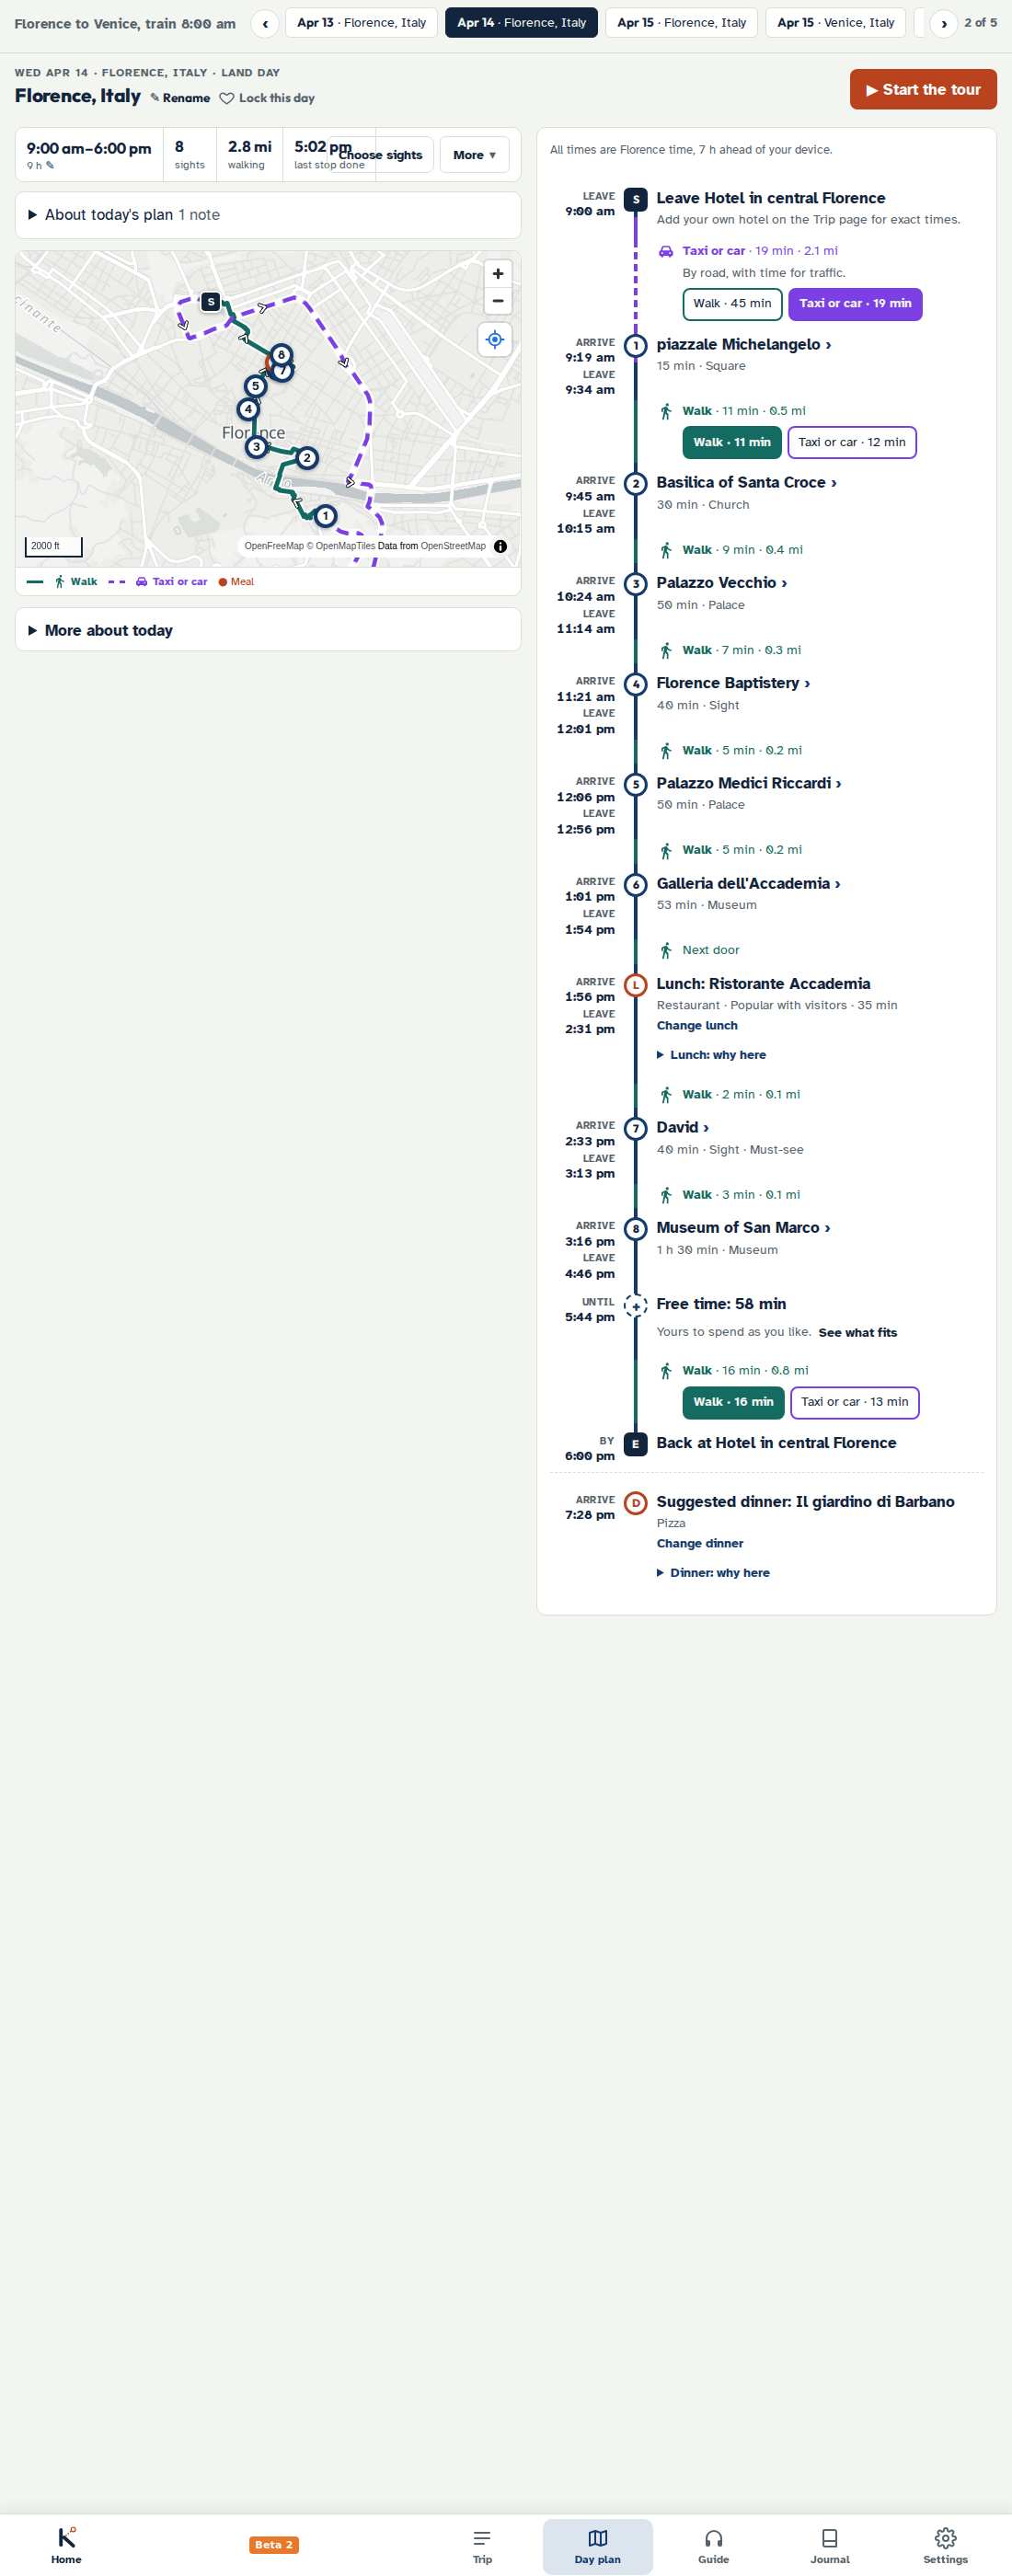 Florence to Venice, train 8:00 am
‹
Apr 13 · Florence, Italy
Apr 14 · Florence, Italy
Apr 15 · Florence, Italy
Apr 15 · Venice, Italy
›
2 of 5
WED APR 14 · FLORENCE, ITALY · LAND DAY
Florence, Italy ✎ Rename Lock this day
▶ Start the tour
9:00 am–6:00 pm
9 h ✎
8
sights
2.8 mi
walking
5:02 pm
last stop done
Choose sights
More ▼
▶ About today's plan 1 note
cinante
S
8
7
5
4
Florence
3
2
Arno
1
+
−
2000 ft
OpenFreeMap © OpenMapTiles Data from OpenStreetMap
Walk
Taxi or car
Meal
▶ More about today
All times are Florence time, 7 h ahead of your device.
LEAVE
9:00 am
S
Leave Hotel in central Florence
Add your own hotel on the Trip page for exact times.
Taxi or car · 19 min · 2.1 mi
By road, with time for traffic.
Walk · 45 min
Taxi or car · 19 min
ARRIVE
9:19 am
LEAVE
9:34 am
1
piazzale Michelangelo ›
15 min · Square
Walk · 11 min · 0.5 mi
Walk · 11 min
Taxi or car · 12 min
ARRIVE
9:45 am
LEAVE
10:15 am
2
Basilica of Santa Croce ›
30 min · Church
Walk · 9 min · 0.4 mi
ARRIVE
10:24 am
LEAVE
11:14 am
3
Palazzo Vecchio ›
50 min · Palace
Walk · 7 min · 0.3 mi
ARRIVE
11:21 am
LEAVE
12:01 pm
4
Florence Baptistery ›
40 min · Sight
Walk · 5 min · 0.2 mi
ARRIVE
12:06 pm
LEAVE
12:56 pm
5
Palazzo Medici Riccardi ›
50 min · Palace
Walk · 5 min · 0.2 mi
ARRIVE
1:01 pm
LEAVE
1:54 pm
6
Galleria dell'Accademia ›
53 min · Museum
Next door
ARRIVE
1:56 pm
LEAVE
2:31 pm
L
Lunch: Ristorante Accademia
Restaurant · Popular with visitors · 35 min
Change lunch
▶ Lunch: why here
Walk · 2 min · 0.1 mi
ARRIVE
2:33 pm
LEAVE
3:13 pm
7
David ›
40 min · Sight · Must-see
Walk · 3 min · 0.1 mi
ARRIVE
3:16 pm
LEAVE
4:46 pm
8
Museum of San Marco ›
1 h 30 min · Museum
UNTIL
5:44 pm
+
Free time: 58 min
Yours to spend as you like. See what fits
Walk · 16 min · 0.8 mi
Walk · 16 min
Taxi or car · 13 min
BY
6:00 pm
E
Back at Hotel in central Florence
ARRIVE
7:28 pm
D
Suggested dinner: Il giardino di Barbano
Pizza
Change dinner
▶ Dinner: why here
Home
Beta 2
Trip
Day plan
Guide
Journal
Settings